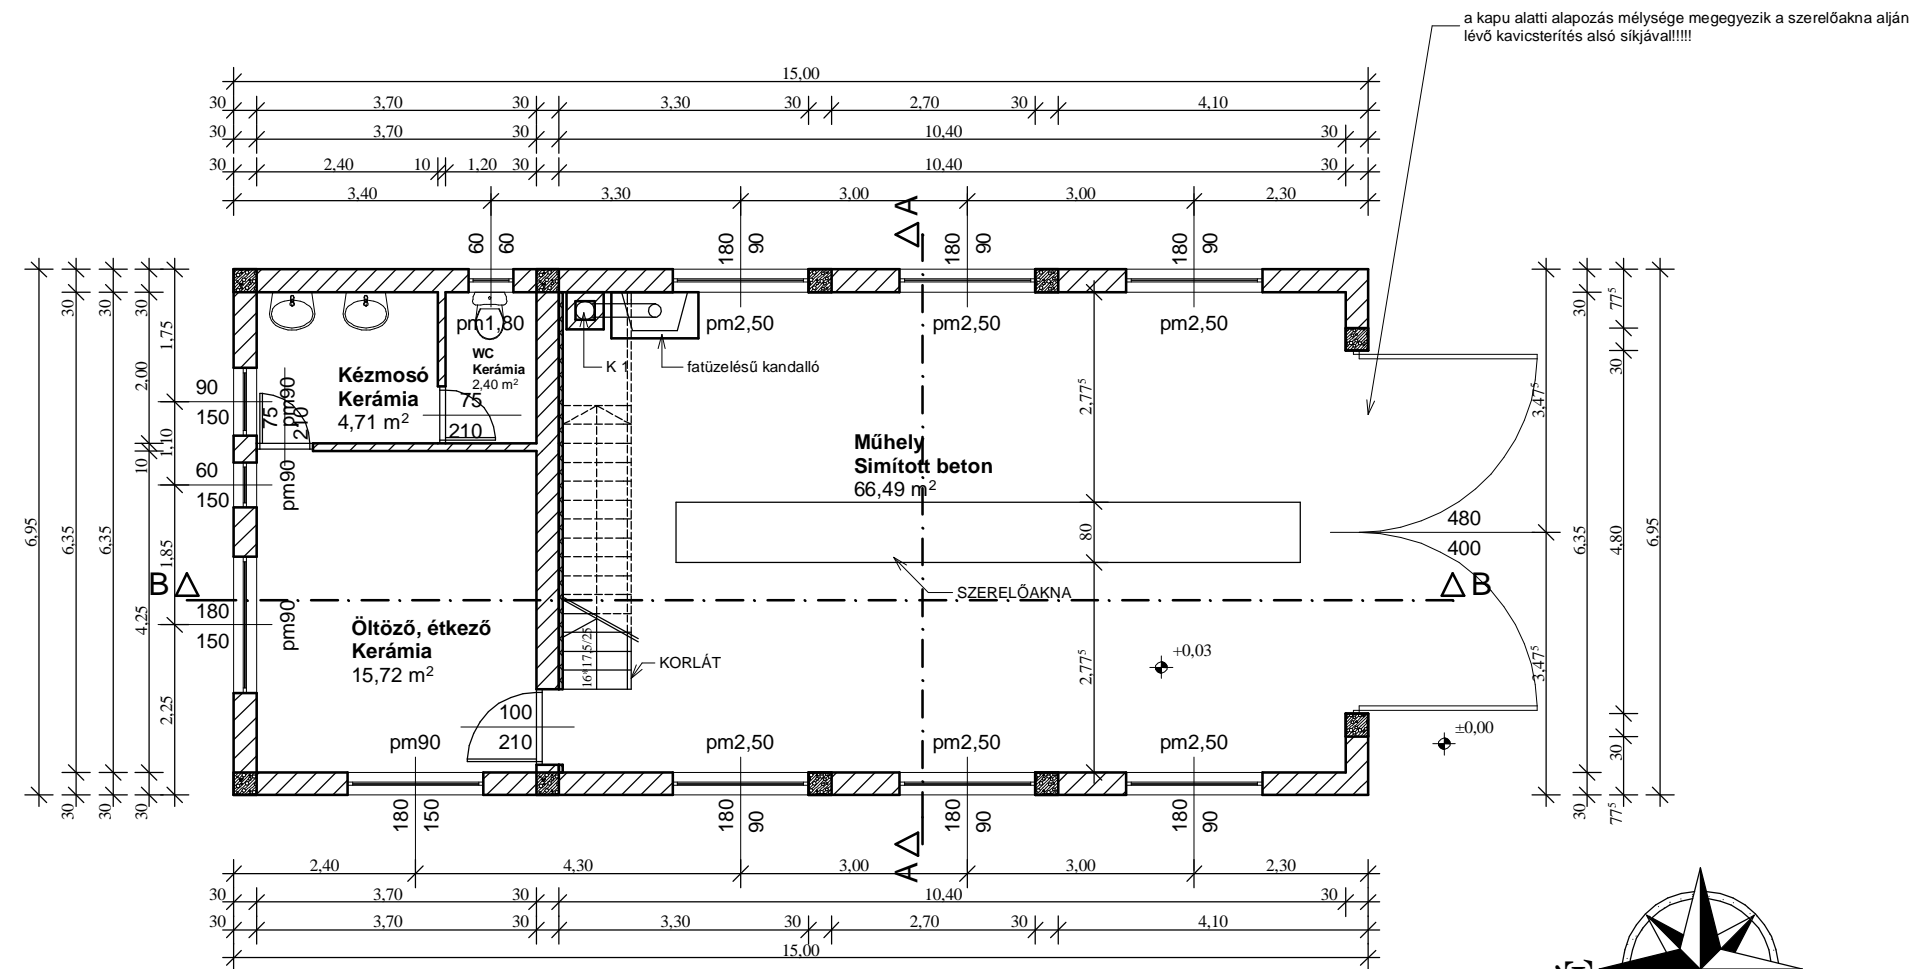 a kapu alatti alapozás mélysége megegyezik a szerelőakna alján
lévő kavicsterítés alsó síkjával!!!!!
15,00
30 3,70 30 3,30 30 2,70 30 4,10
30 3,70 30 10,40 30
30 2,40 10 1,20 30 10,40 30
3,40 3,30 3,00 3,00 2,30
A
60 60
180 90
180 90
180 90
pm1,80
pm2,50
pm2,50
pm2,50
WC
Kerámia
2,40 m²
75
210
Kézmosó
Kerámia
4,71 m²
75
210
pm90
K 1
fatüzelésű kandalló
Műhely
Simított beton
66,49 m²
2,77⁵
80
2,77⁵
SZERELŐAKNA
KORLÁT
16*17,5/25
Öltöző, étkező
Kerámia
15,72 m²
100
210
90
150
60
150
pm90
180
150
pm90
B
B
480
400
+0,03
±0,00
6,95
30 6,35 30
30 6,35 30
30 2,00 10 4,25 30
1,75 1,10 1,85 2,25
3,47⁵ 3,47⁵
30 6,35 30
77⁵ 30 4,80 30 77⁵
6,95
pm90
pm2,50
pm2,50
pm2,50
180 150
180 90
180 90
180 90
A
2,40 4,30 3,00 3,00 2,30
30 3,70 30 10,40 30
30 3,70 30 3,30 30 2,70 30 4,10
15,00